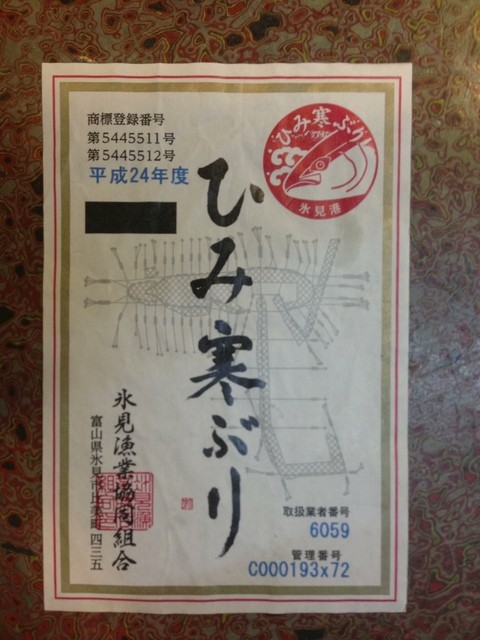 商標登録番号
第5445511号
第5445512号
平成24年度
ひみ寒ぶり
氷見港
ひみ寒ぶり
氷見漁業協同組合
富山県氷見市比美町四三五
取扱業者番号
6059
管理番号
C000193x72